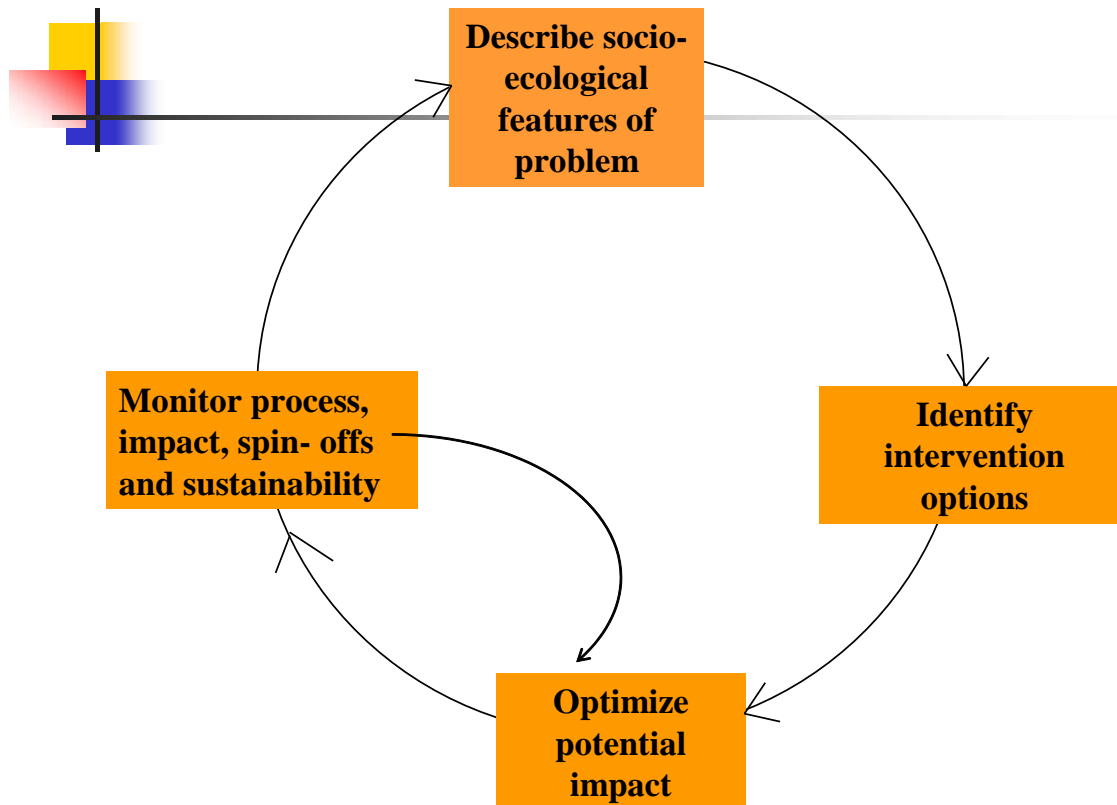 Describe socio-
ecological
features of
problem
Identify
intervention
options
Optimize
potential
impact
Monitor process,
impact, spin- offs
and sustainability